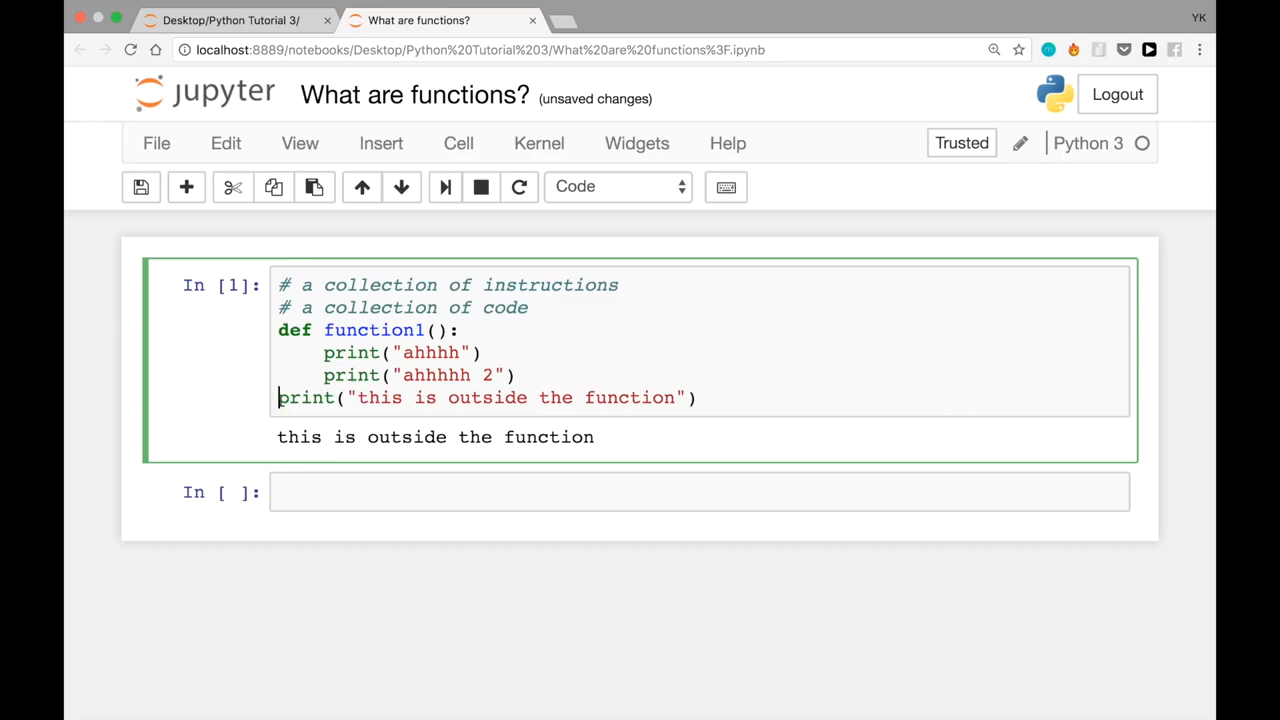 Desktop/Python Tutorial 3/ What are functions? YK
localhost:8889/notebooks/Desktop/Python%20Tutorial%203/What%20are%20functions%3F.ipynb
jupyter What are functions? (unsaved changes) Logout
File Edit View Insert Cell Kernel Widgets Help Trusted Python 3
Code
In [1]: # a collection of instructions
# a collection of code
def function1():
    print("ahhhh")
    print("ahhhhh 2")
print("this is outside the function")
this is outside the function
In [ ]: